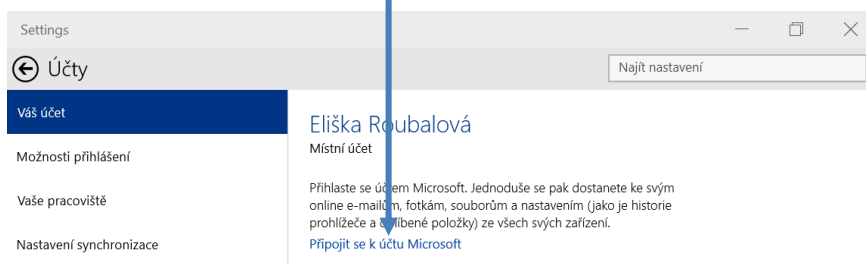 Settings
Účty
Najít nastavení
Váš účet
Možnosti přihlášení
Vaše pracoviště
Nastavení synchronizace
Eliška Roubalová
Místní účet
Přihlaste se účtem Microsoft. Jednoduše se pak dostanete ke svým
online e-mailům, fotkám, souborům a nastavením (jako je historie
prohlížeče a oblíbené položky) ze všech svých zařízení.
Připojit se k účtu Microsoft